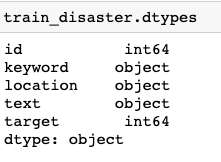 train_disaster.dtypes
id int64
keyword object
location object
text object
target int64
dtype: object